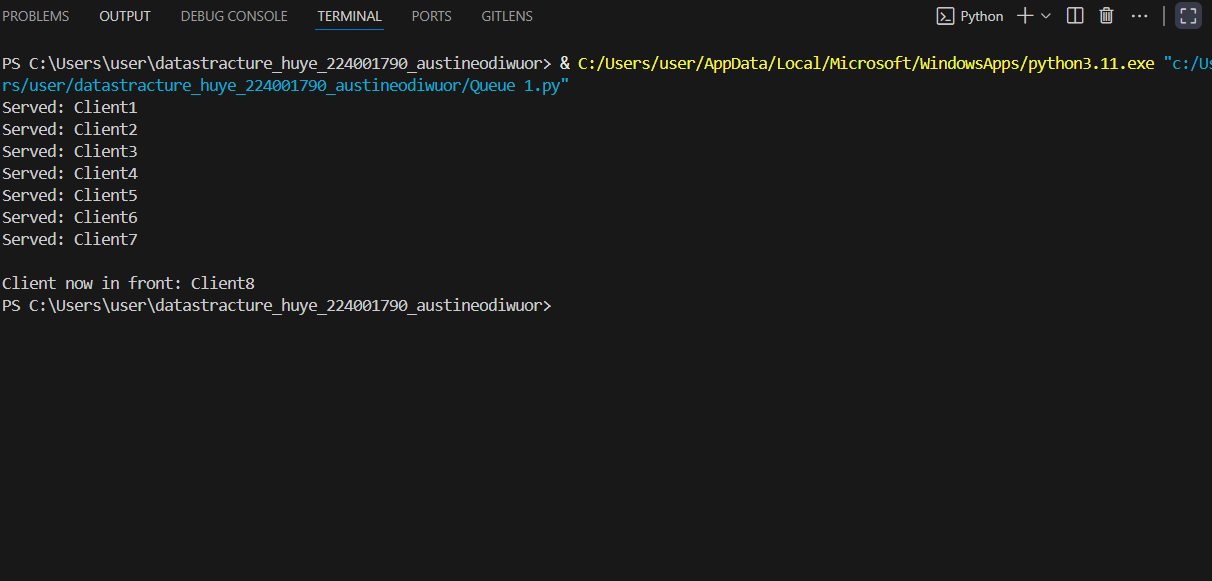 PROBLEMS OUTPUT DEBUG CONSOLE TERMINAL PORTS GITLENS Python
PS C:\Users\user\datastracture_huye_224001790_austineodiwuor> & C:/Users/user/AppData/Local/Microsoft/WindowsApps/python3.11.exe "c:/Us
rs/user/datastracture_huye_224001790_austineodiwuor/Queue 1.py"
Served: Client1
Served: Client2
Served: Client3
Served: Client4
Served: Client5
Served: Client6
Served: Client7
Client now in front: Client8
PS C:\Users\user\datastracture_huye_224001790_austineodiwuor>